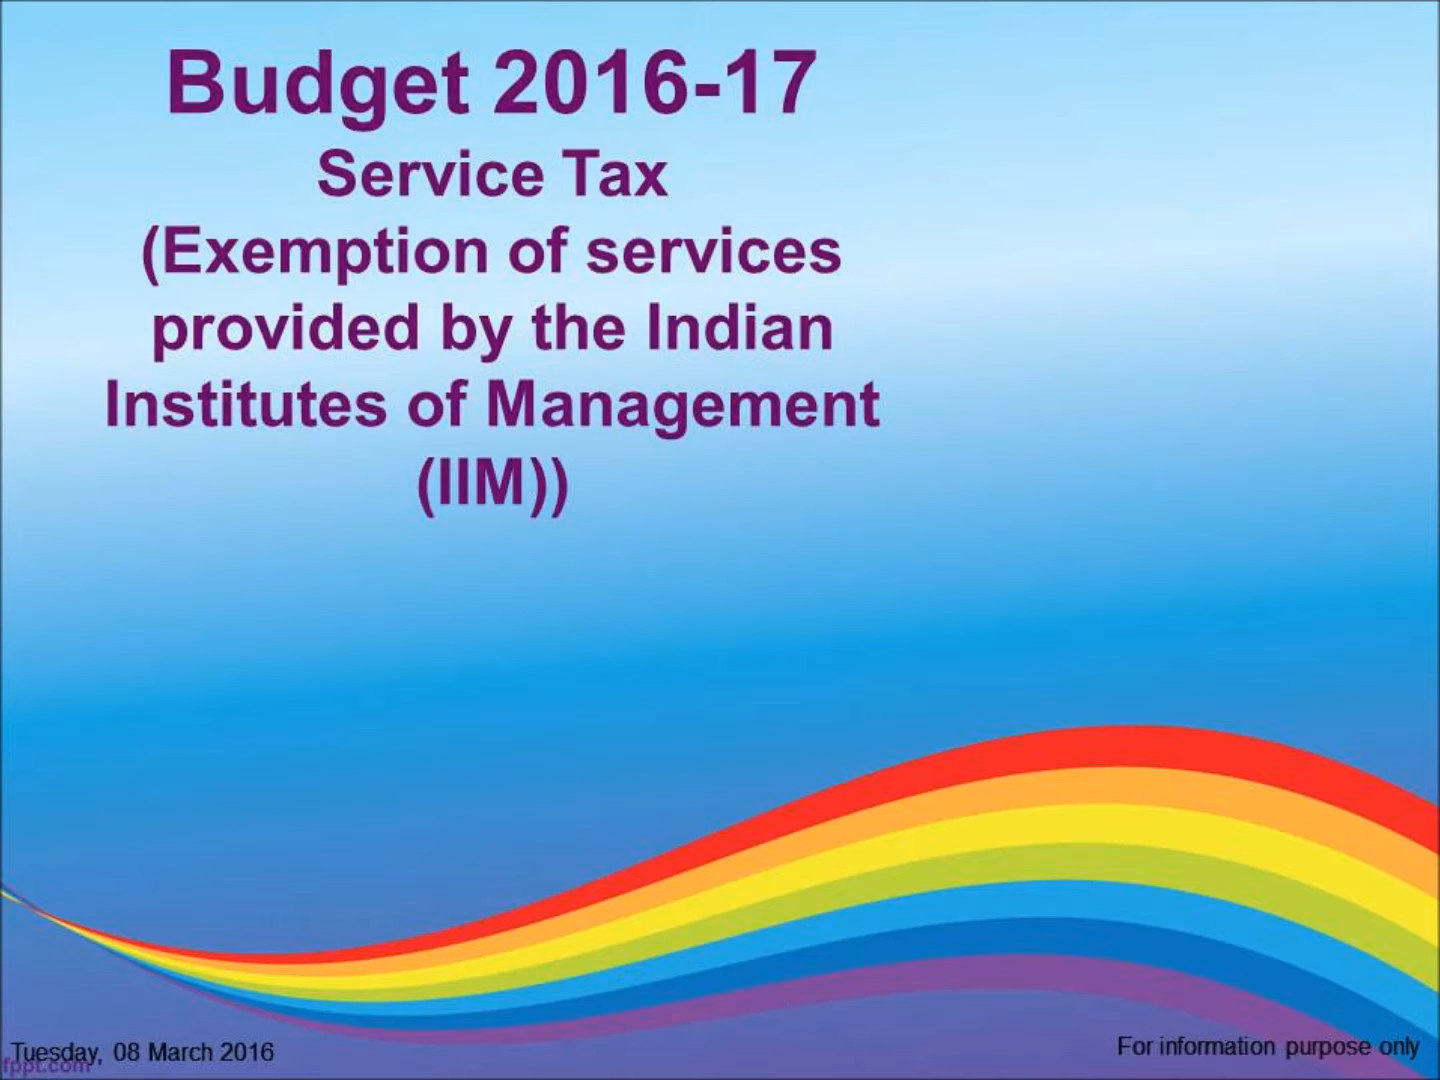 Budget 2016-17
Service Tax
(Exemption of services
provided by the Indian
Institutes of Management
(IIM))
Tuesday, 08 March 2016
For information purpose only
fppt.com